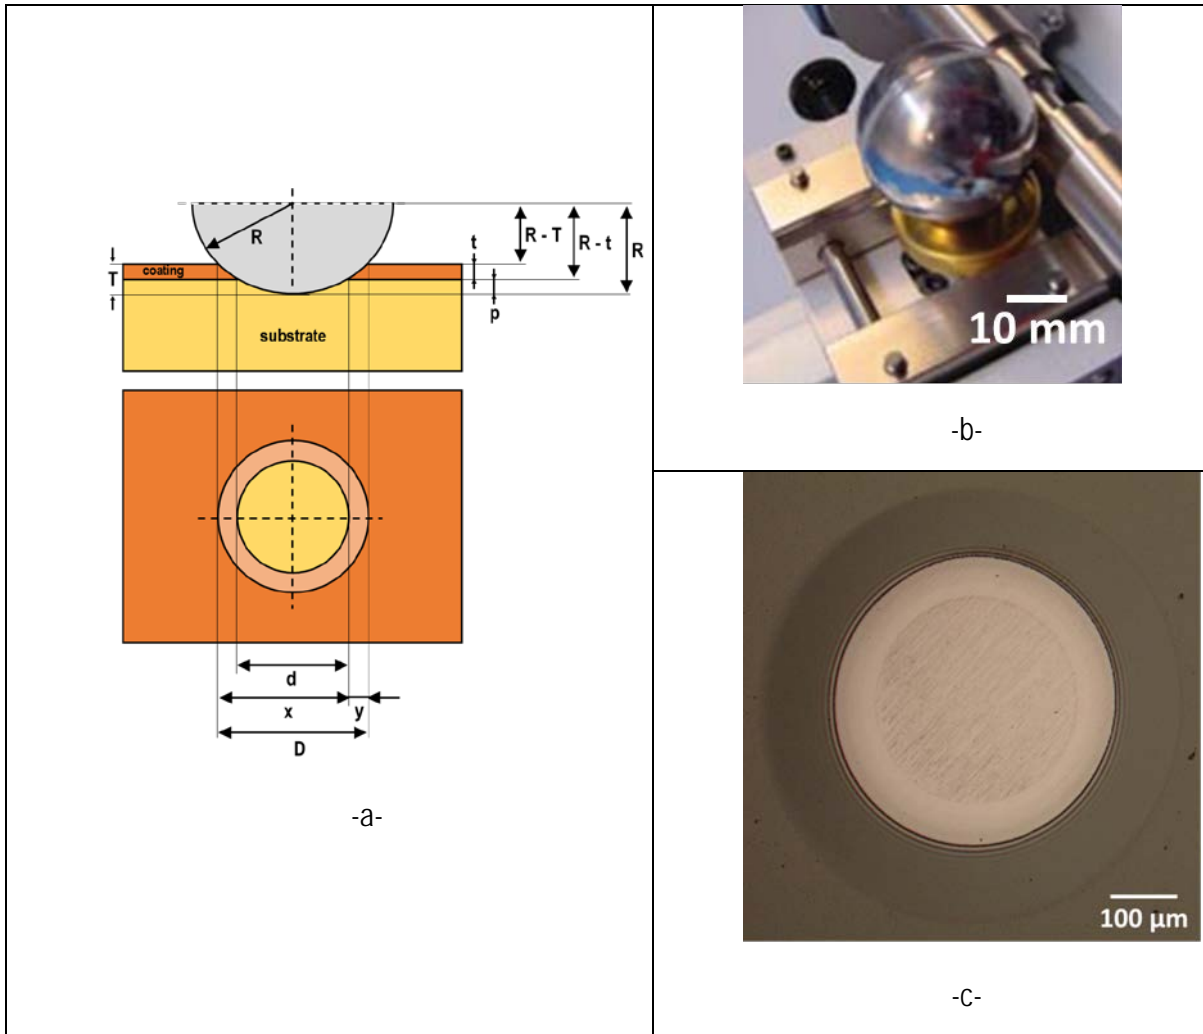 R
t
R - T
R - t
R
T
coating
p
substrate
d
x
y
D
-a-
10 mm
-b-
100 µm
-c-